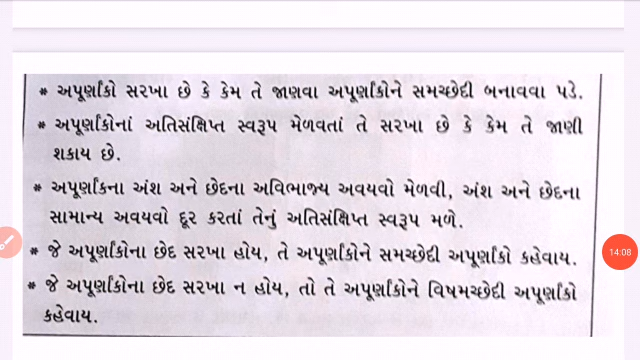 * અપૂર્ણાંકો સરખા છે કે કેમ તે જાણવા અપૂર્ણાંકોને સમચ્છેદી બનાવવા પડે.
* અપૂર્ણાંકોનાં અતિસંક્ષિપ્ત સ્વરૂપ મેળવતાં તે સરખા છે કે કેમ તે જાણી
શકાય છે.
* અપૂર્ણાંકના અંશ અને છેદના અવિભાજ્ય અવયવો મેળવી, અંશ અને છેદના
સામાન્ય અવયવો દૂર કરતાં તેનું અતિસંક્ષિપ્ત સ્વરૂપ મળે.
* જે અપૂર્ણાંકોના છેદ સરખા હોય, તે અપૂર્ણાંકોને સમચ્છેદી અપૂર્ણાંકો કહેવાય.
14:08
* જે અપૂર્ણાંકોના છેદ સરખા ન હોય, તો તે અપૂર્ણાંકોને વિષમચ્છેદી અપૂર્ણાંકો
કહેવાય.